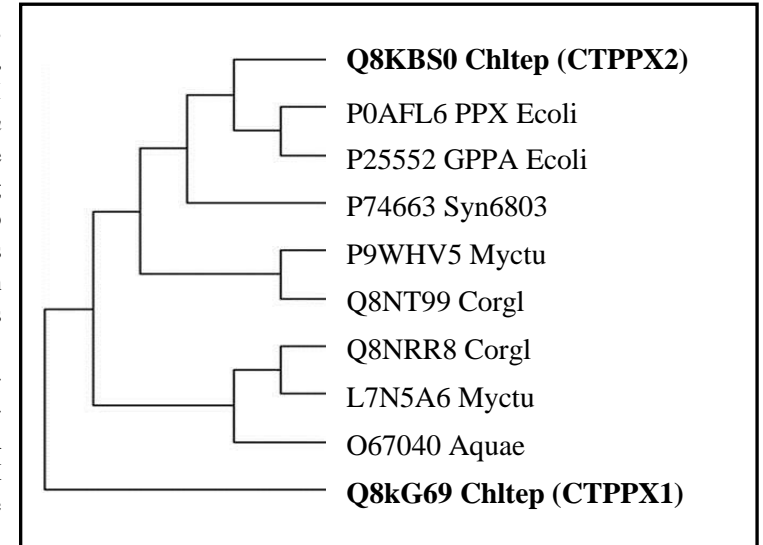 Q8KBS0 Chltep (CTPPX2)
P0AFL6 PPX Ecoli
P25552 GPPA Ecoli
P74663 Syn6803
P9WHV5 Myctu
Q8NT99 Corgl
Q8NRR8 Corgl
L7N5A6 Myctu
O67040 Aquae
Q8kG69 Chltep (CTPPX1)